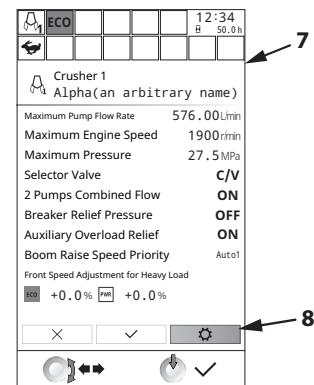 1 ECO 12:34
H 50.0h
Crusher 1
1 Alpha(an arbitrary name)
Maximum Pump Flow Rate 576.00L/min
Maximum Engine Speed 1900r/min
Maximum Pressure 27.5MPa
Selector Valve C/V
2 Pumps Combined Flow ON
Breaker Relief Pressure OFF
Auxiliary Overload Relief ON
Boom Raise Speed Priority Auto1
Front Speed Adjustment for Heavy Load
ECO +0.0% PWR +0.0%
7
8